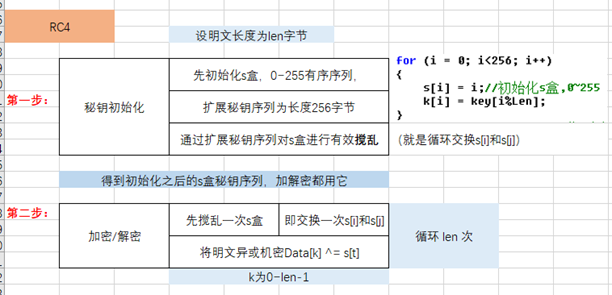 RC4
设明文长度为len字节
第一步：
秘钥初始化
先初始化s盒，0-255有序序列，
扩展秘钥序列为长度256字节
通过扩展秘钥序列对s盒进行有效搅乱
for (i = 0; i<256; i++)
{
s[i] = i;//初始化s盒,0~255
k[i] = key[i%Len];
}
（就是循环交换s[i]和s[j]）
得到初始化之后的s盒秘钥序列，加解密都用它
第二步：
加密/解密
先搅乱一次s盒
即交换一次s[i]和s[j]
将明文异或机密Data[k] ^= s[t]
循环 len 次
k为0-len-1